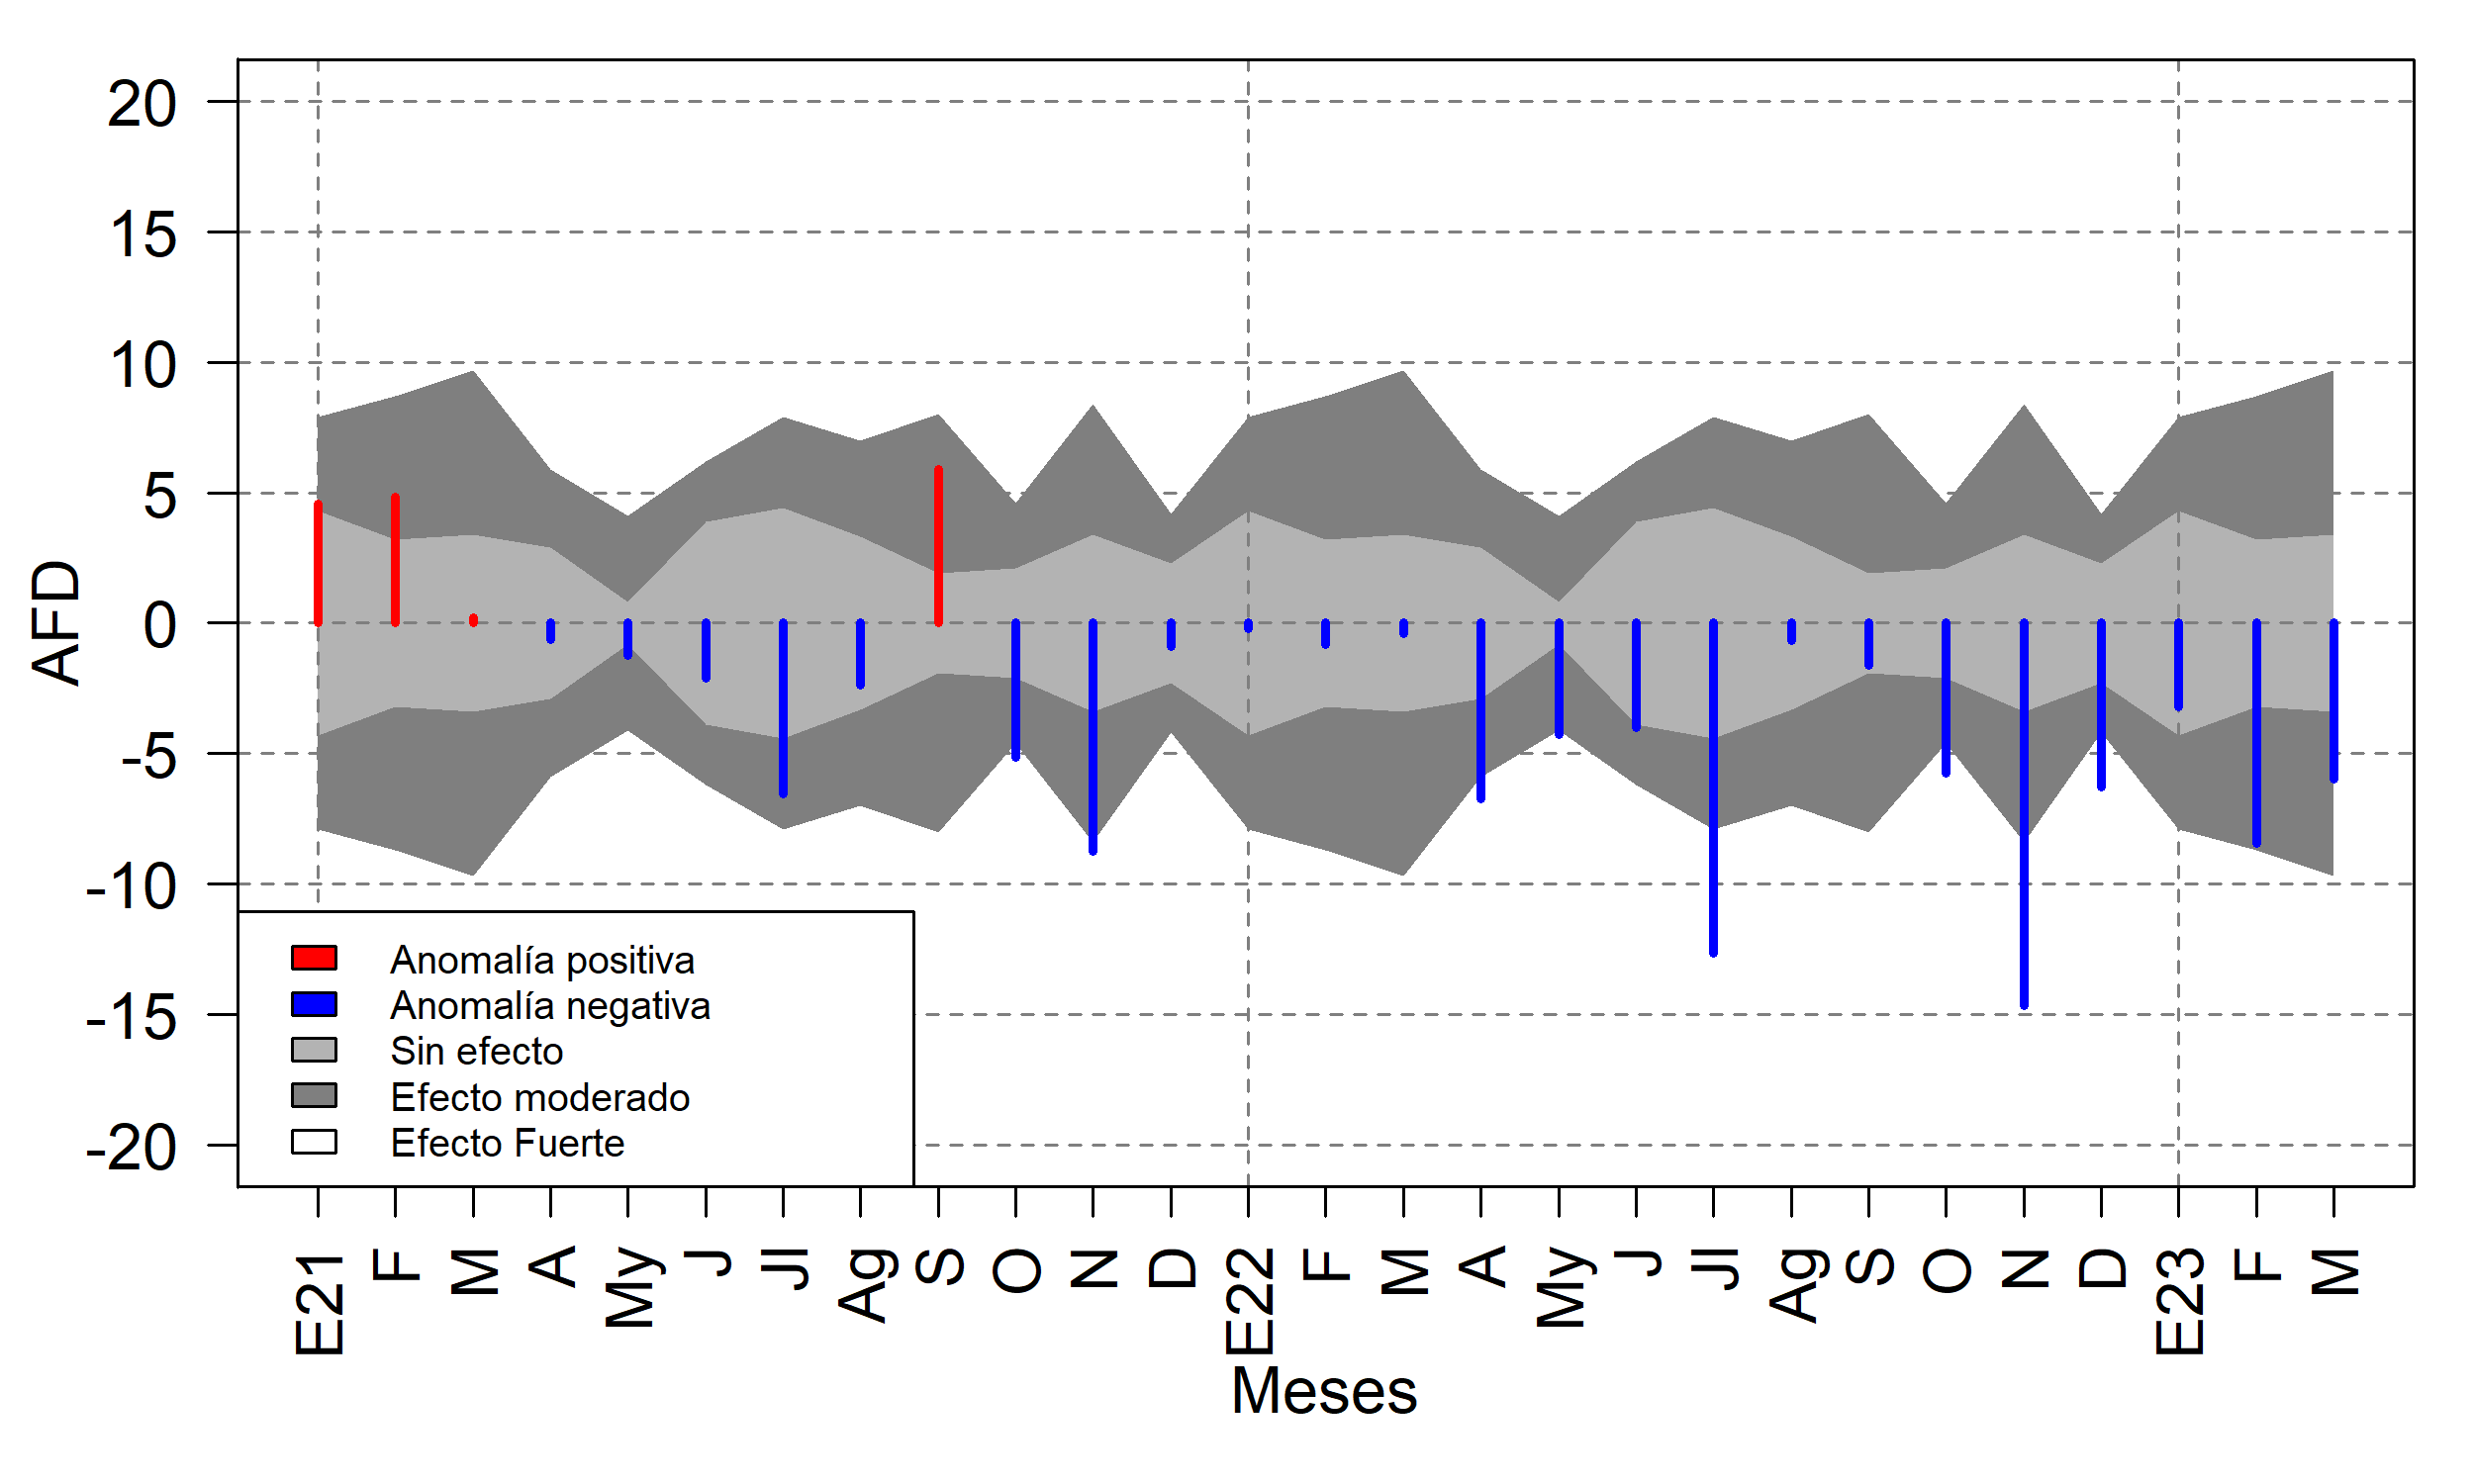 20
15
10
5
0
-5
-10
-15
-20
AFD
Anomalía positiva
Anomalía negativa
Sin efecto
Efecto moderado
Efecto Fuerte
E21 F M A My J Jl Ag S O N D E22 F M A My J Jl Ag S O N D E23 F M
Meses